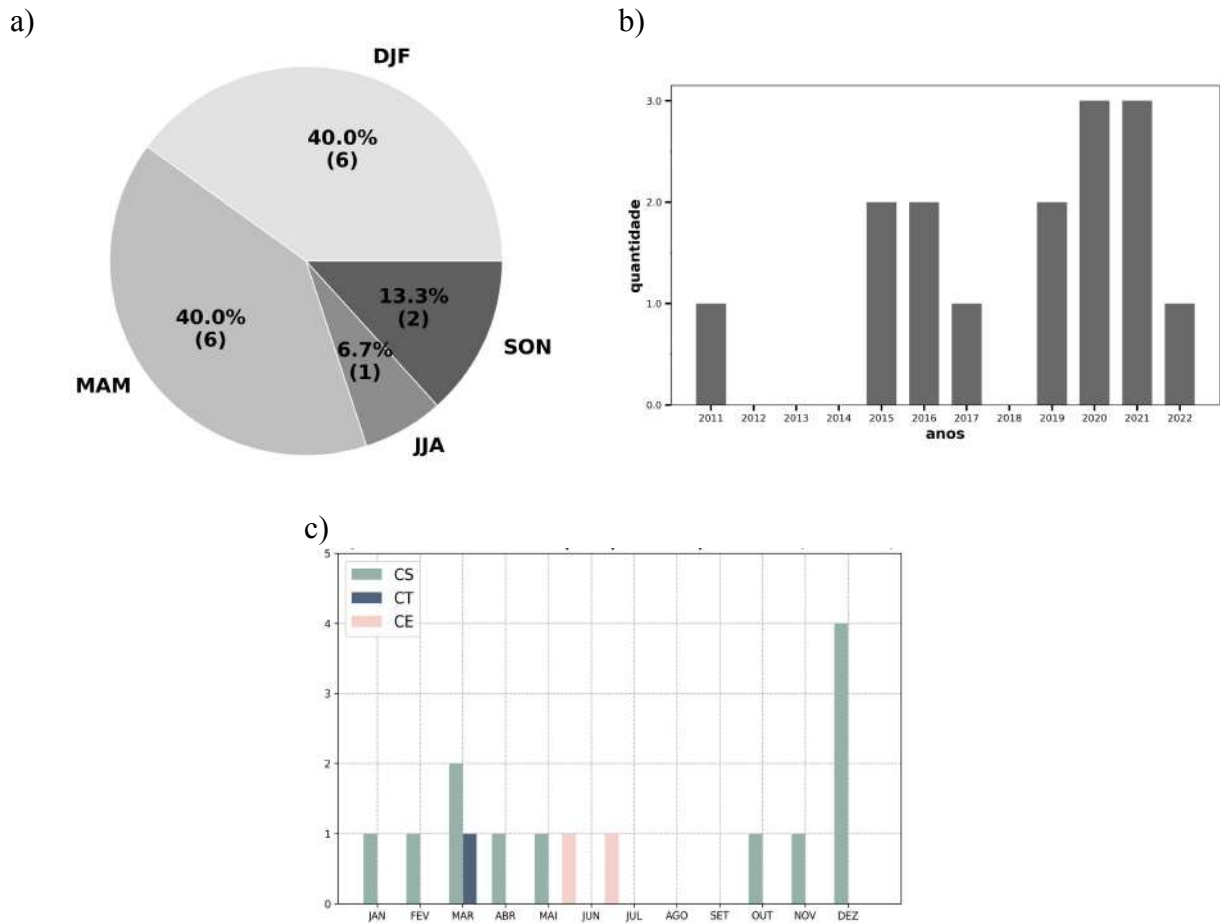 a)
DJF
40.0%
(6)
40.0%
(6)
MAM
6.7%
(1)
JJA
13.3%
(2)
SON
b)
3.0
2.0
1.0
0.0
quantidade
2011 2012 2013 2014 2015 2016 2017 2018 2019 2020 2021 2022
anos
c)
5
4
3
2
1
0
CS
CT
CE
JAN FEV MAR ABR MAI JUN JUL AGO SET OUT NOV DEZ